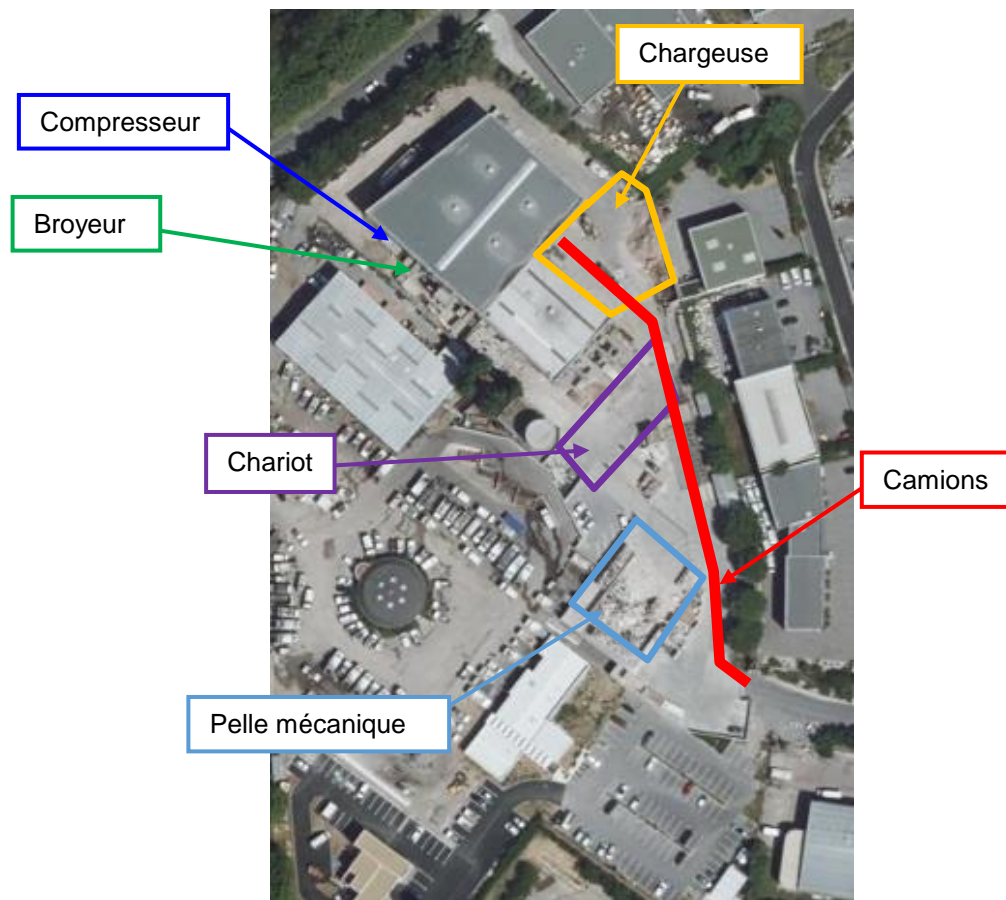 Chargeuse
Compresseur
Broyeur
Chariot
Camions
Pelle mécanique